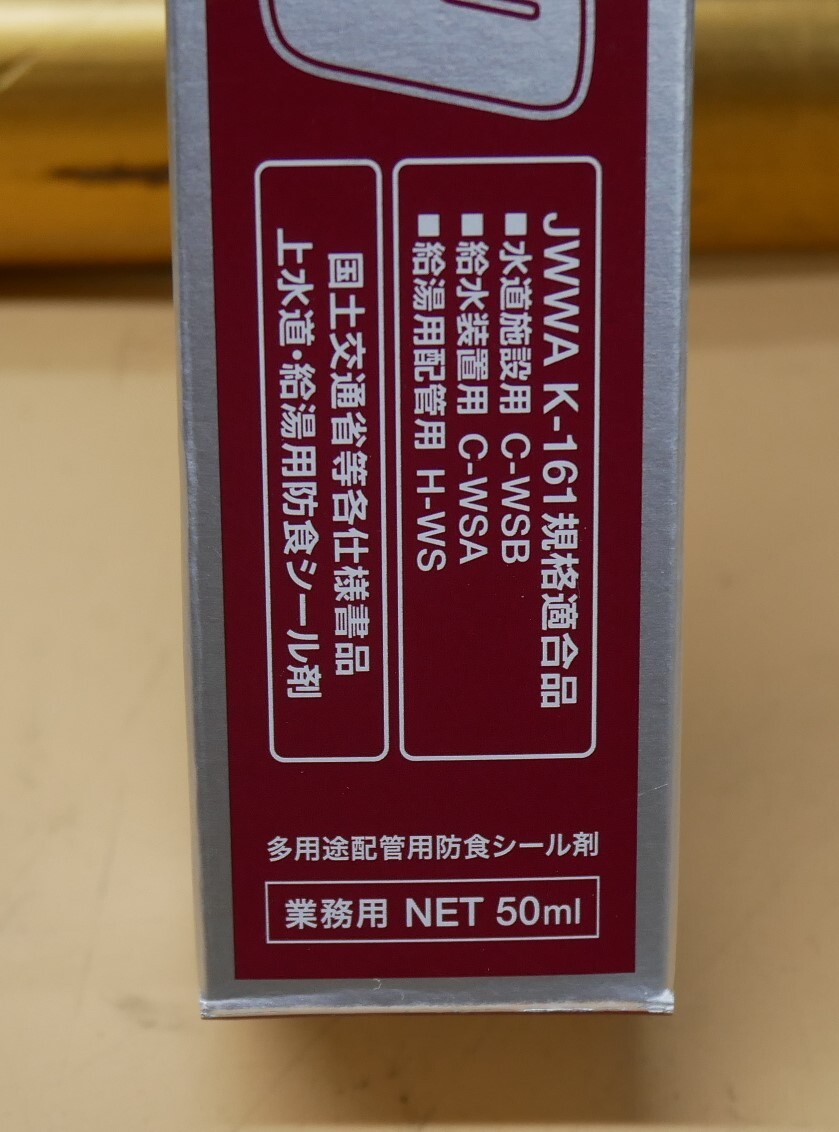 JWWA K-161規格適合品
■水道施設用 C-WSB
■給水装置用 C-WSA
■給湯用配管用 H-WS
国土交通省等各仕様書品
上水道・給湯用防食シール剤
多用途配管用防食シール剤
業務用 NET 50ml